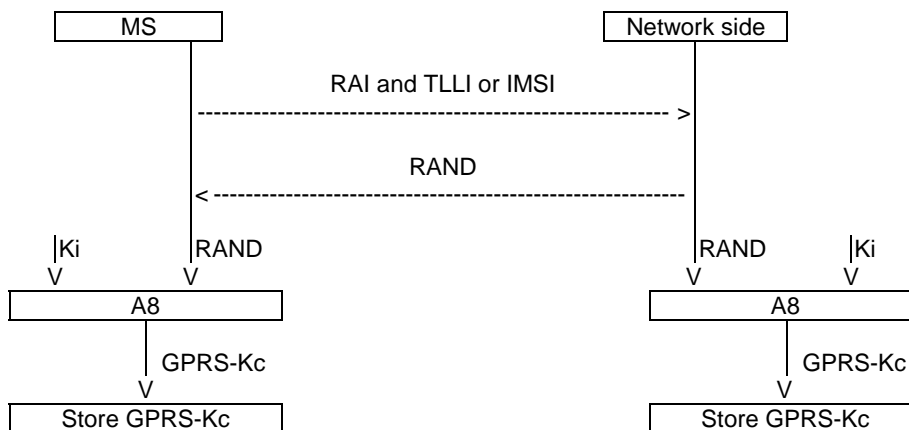 MS Network side
RAI and TLLI or IMSI
---------------------------------------------------------------- >
RAND
< ----------------------------------------------------------------
Ki RAND RAND Ki
V V V V
A8 A8
GPRS-Kc GPRS-Kc
V V
Store GPRS-Kc Store GPRS-Kc